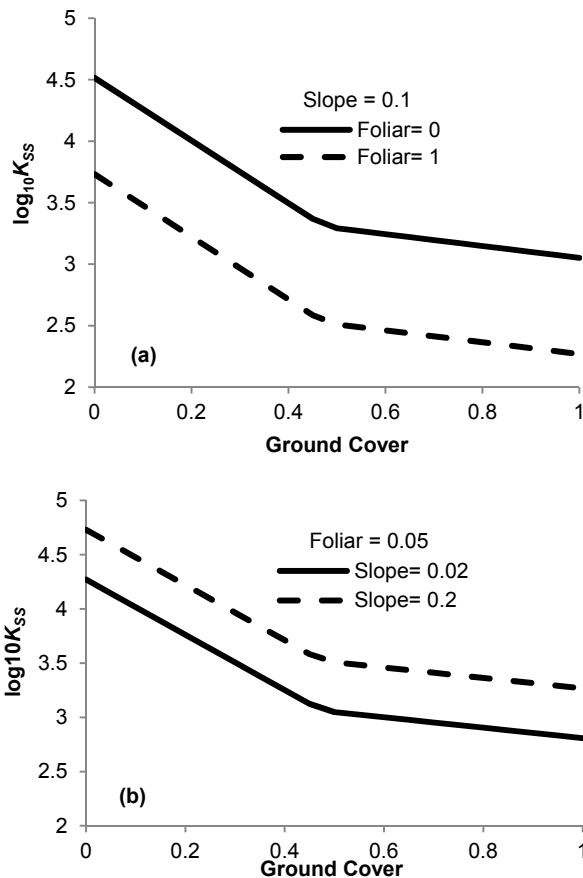 5
4.5
4
3.5
3
2.5
2
log10KSS
Slope = 0.1
Foliar= 0
Foliar= 1
(a)
0 0.2 0.4 0.6 0.8 1
Ground Cover
5
4.5
4
3.5
3
2.5
2
log10KSS
Foliar = 0.05
Slope= 0.02
Slope= 0.2
(b)
0 0.2 0.4 0.6 0.8 1
Ground Cover